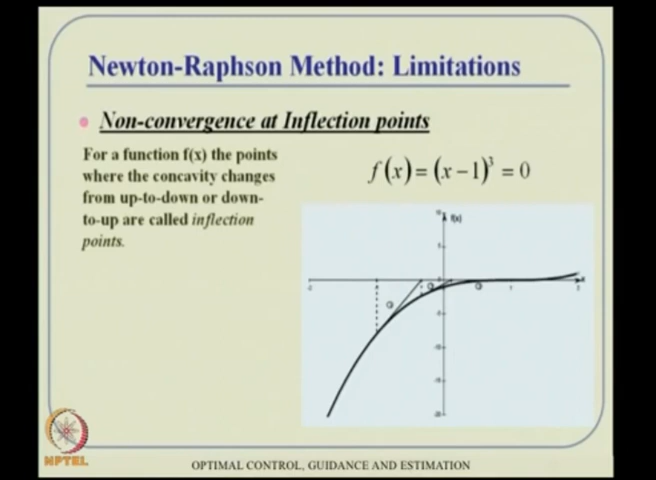 Newton-Raphson Method: Limitations
Non-convergence at Inflection points
For a function f(x) the points
where the concavity changes
from up-to-down or down-
to-up are called inflection
points.
f(x) = (x − 1)³ = 0
f(x)
NPTEL
OPTIMAL CONTROL, GUIDANCE AND ESTIMATION